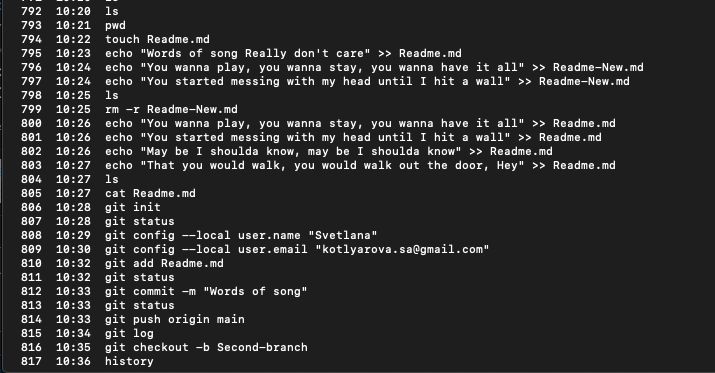 792 10:20 ls
793 10:21 pwd
794 10:22 touch Readme.md
795 10:23 echo "Words of song Really don't care" >> Readme.md
796 10:24 echo "You wanna play, you wanna stay, you wanna have it all" >> Readme-New.md
797 10:24 echo "You started messing with my head until I hit a wall" >> Readme-New.md
798 10:25 ls
799 10:25 rm -r Readme-New.md
800 10:26 echo "You wanna play, you wanna stay, you wanna have it all" >> Readme.md
801 10:26 echo "You started messing with my head until I hit a wall" >> Readme.md
802 10:26 echo "May be I shoulda know, may be I shoulda know" >> Readme.md
803 10:27 echo "That you would walk, you would walk out the door, Hey" >> Readme.md
804 10:27 ls
805 10:27 cat Readme.md
806 10:28 git init
807 10:28 git status
808 10:29 git config --local user.name "Svetlana"
809 10:30 git config --local user.email "kotlyarova.sa@gmail.com"
810 10:32 git add Readme.md
811 10:32 git status
812 10:33 git commit -m "Words of song"
813 10:33 git status
814 10:33 git push origin main
815 10:34 git log
816 10:35 git checkout -b Second-branch
817 10:36 history